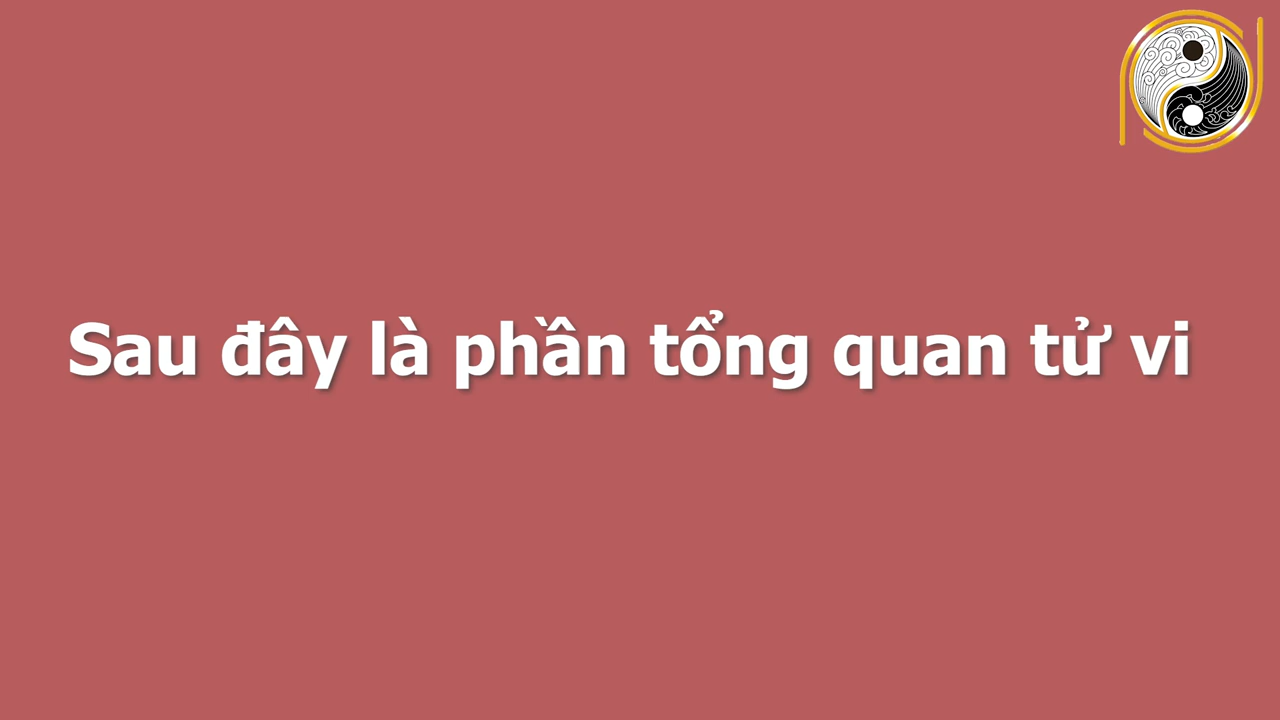 Sau đây là phần tổng quan tử vi